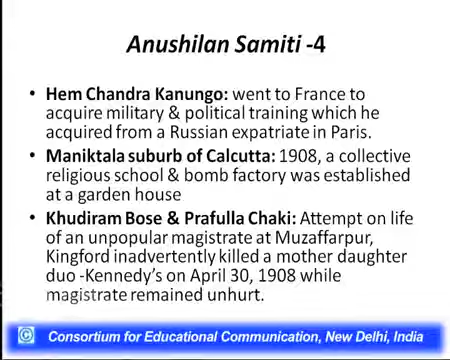 Anushilan Samiti -4
• Hem Chandra Kanungo: went to France to
acquire military & political training which he
acquired from a Russian expatriate in Paris.
• Maniktala suburb of Calcutta: 1908, a collective
religious school & bomb factory was established
at a garden house
• Khudiram Bose & Prafulla Chaki: Attempt on life
of an unpopular magistrate at Muzaffarpur,
Kingford inadvertently killed a mother daughter
duo -Kennedy's on April 30, 1908 while
magistrate remained unhurt.
© Consortium for Educational Communication, New Delhi, India